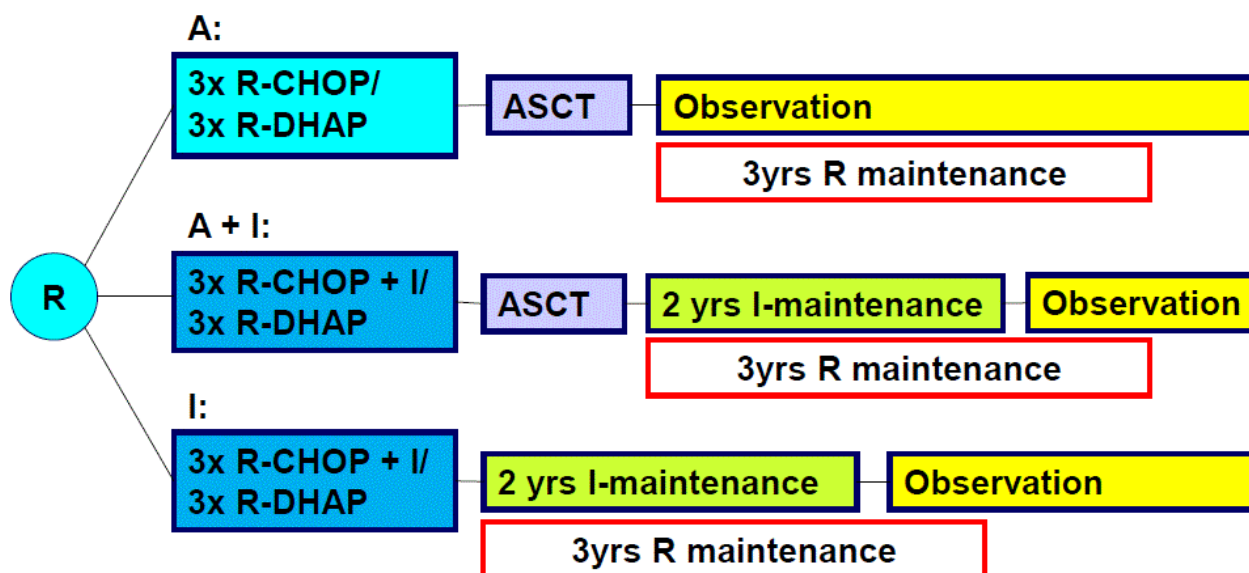 A:
3x R-CHOP/
3x R-DHAP
ASCT
Observation
3yrs R maintenance
R
A + I:
3x R-CHOP + I/
3x R-DHAP
ASCT
2 yrs I-maintenance
Observation
3yrs R maintenance
I:
3x R-CHOP + I/
3x R-DHAP
2 yrs I-maintenance
Observation
3yrs R maintenance